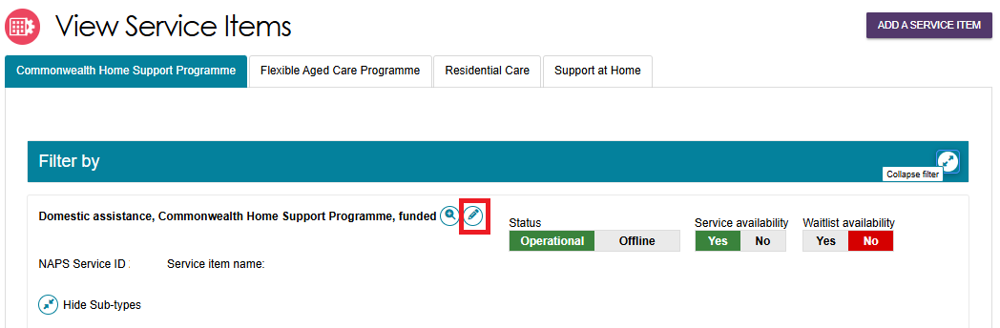 View Service Items
ADD A SERVICE ITEM
Commonwealth Home Support Programme
Flexible Aged Care Programme
Residential Care
Support at Home
Filter by
Collapse filter
Domestic assistance, Commonwealth Home Support Programme, funded
Status
Service availability
Waitlist availability
Operational
Offline
Yes
No
Yes
No
NAPS Service ID
Service item name:
Hide Sub-types